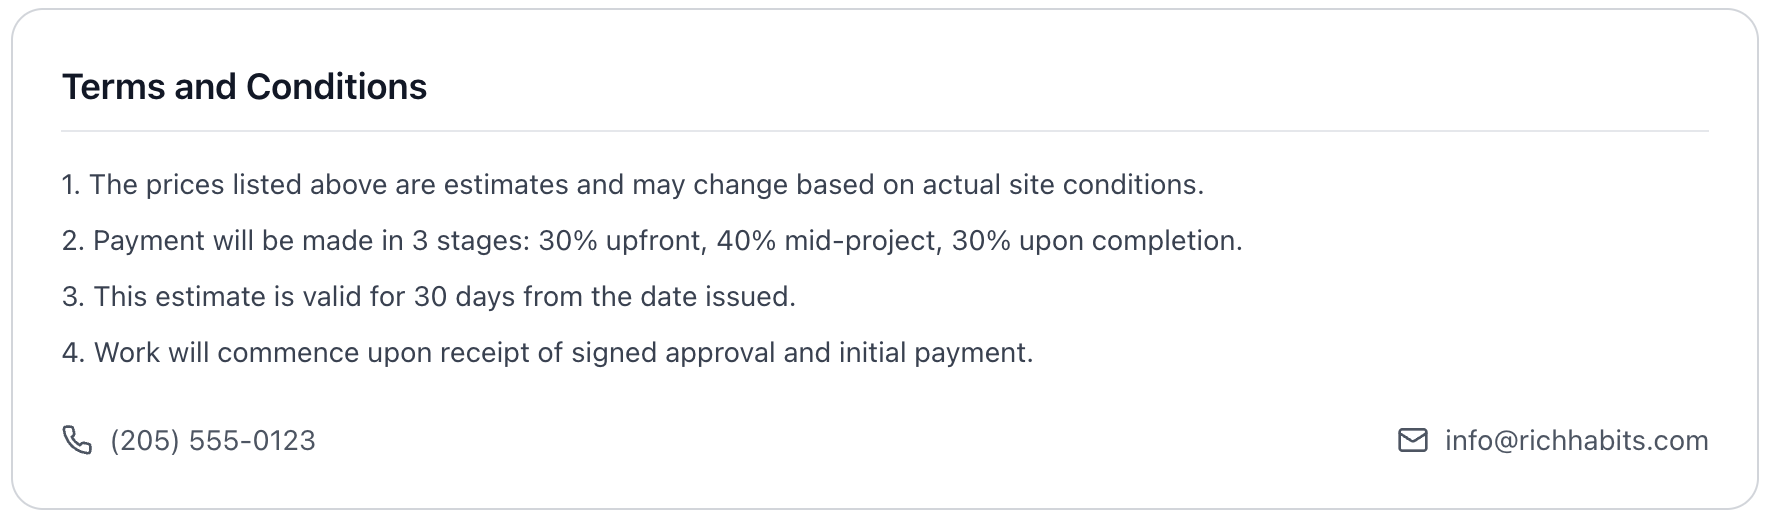 Terms and Conditions
1. The prices listed above are estimates and may change based on actual site conditions.
2. Payment will be made in 3 stages: 30% upfront, 40% mid-project, 30% upon completion.
3. This estimate is valid for 30 days from the date issued.
4. Work will commence upon receipt of signed approval and initial payment.
(205) 555-0123 info@richhabits.com